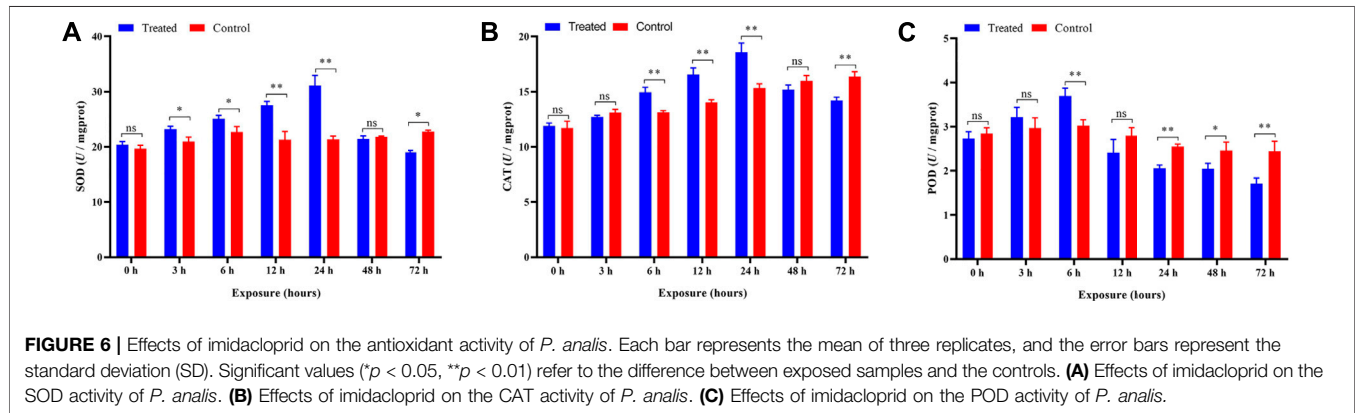 A
Treated Control
SOD (U / mgprot)
40
30
20
10
0
ns
*
*
**
**
ns
*
0 h 3 h 6 h 12 h 24 h 48 h 72 h
Exposure (hours)
B
Treated Control
CAT (U / mgprot)
20
15
10
5
0
ns
ns
**
**
**
ns
**
0 h 3 h 6 h 12 h 24 h 48 h 72 h
Exposure (hours)
C
Treated Control
POD (U / mgprot)
5
4
3
2
1
0
ns
ns
**
ns
**
*
**
0 h 3 h 6 h 12 h 24 h 48 h 72 h
Exposure (hours)
FIGURE 6 | Effects of imidacloprid on the antioxidant activity of P. analis. Each bar represents the mean of three replicates, and the error bars represent the
standard deviation (SD). Significant values (*p < 0.05, **p < 0.01) refer to the difference between exposed samples and the controls. (A) Effects of imidacloprid on the
SOD activity of P. analis. (B) Effects of imidacloprid on the CAT activity of P. analis. (C) Effects of imidacloprid on the POD activity of P. analis.